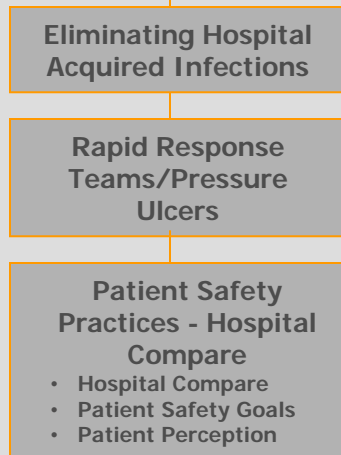 Eliminating Hospital
Acquired Infections
Rapid Response
Teams/Pressure
Ulcers
Patient Safety
Practices - Hospital
Compare
• Hospital Compare
• Patient Safety Goals
• Patient Perception